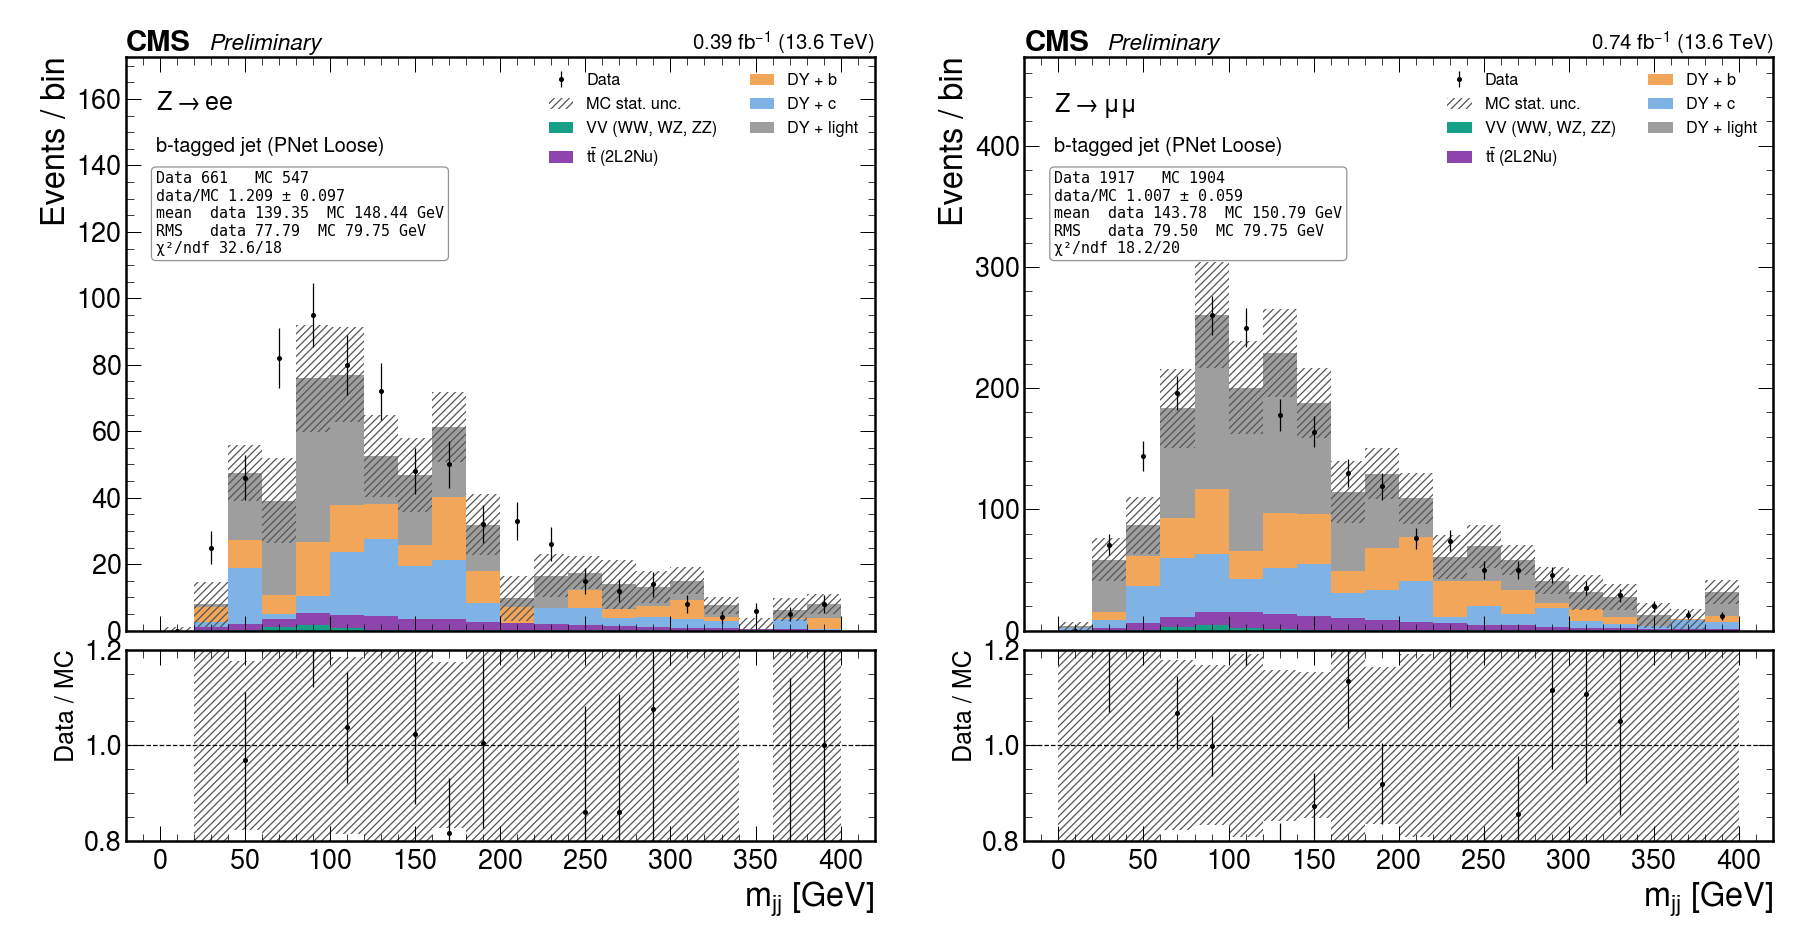 CMS Preliminary 0.39 fb⁻¹ (13.6 TeV)
Events / bin
Z → ee
b-tagged jet (PNet Loose)
Data 661   MC 547
data/MC 1.209 ± 0.097
mean  data 139.35  MC 148.44 GeV
RMS   data 77.79  MC 79.75 GeV
χ²/ndf 32.6/18
Data
MC stat. unc.
VV (WW, WZ, ZZ)
tt̄ (2L2Nu)
DY + b
DY + c
DY + light
160
140
120
100
80
60
40
20
0
Data / MC
1.2
1.0
0.8
0 50 100 150 200 250 300 350 400
m_jj [GeV]
CMS Preliminary 0.74 fb⁻¹ (13.6 TeV)
Events / bin
Z → μμ
b-tagged jet (PNet Loose)
Data 1917   MC 1904
data/MC 1.007 ± 0.059
mean  data 143.78  MC 150.79 GeV
RMS   data 79.50  MC 79.75 GeV
χ²/ndf 18.2/20
Data
MC stat. unc.
VV (WW, WZ, ZZ)
tt̄ (2L2Nu)
DY + b
DY + c
DY + light
400
300
200
100
0
Data / MC
1.2
1.0
0.8
0 50 100 150 200 250 300 350 400
m_jj [GeV]